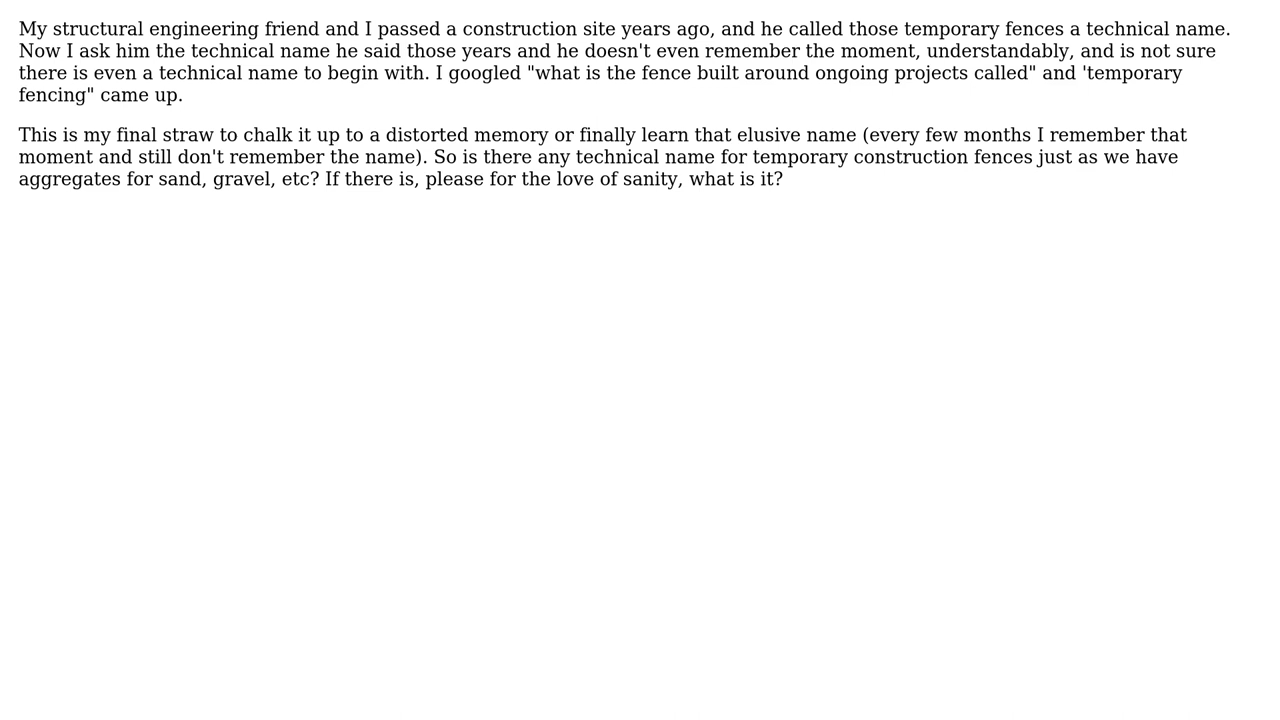 My structural engineering friend and I passed a construction site years ago, and he called those temporary fences a technical name.
Now I ask him the technical name he said those years and he doesn't even remember the moment, understandably, and is not sure
there is even a technical name to begin with. I googled "what is the fence built around ongoing projects called" and 'temporary
fencing" came up.
This is my final straw to chalk it up to a distorted memory or finally learn that elusive name (every few months I remember that
moment and still don't remember the name). So is there any technical name for temporary construction fences just as we have
aggregates for sand, gravel, etc? If there is, please for the love of sanity, what is it?